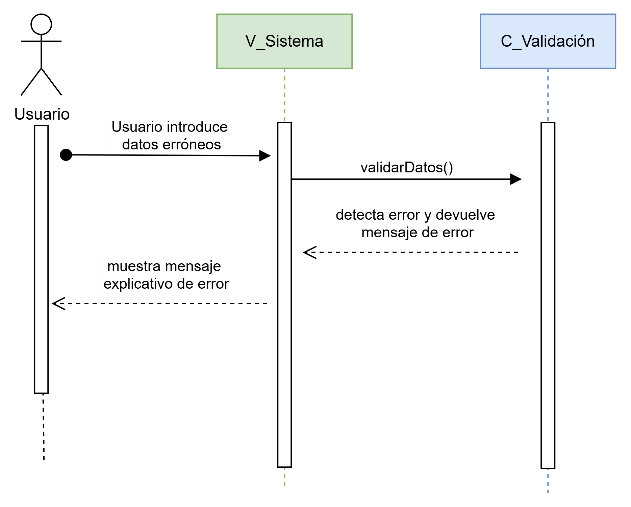 V_Sistema
C_Validación
Usuario
Usuario introduce
datos erróneos
validarDatos()
detecta error y devuelve
mensaje de error
muestra mensaje
explicativo de error